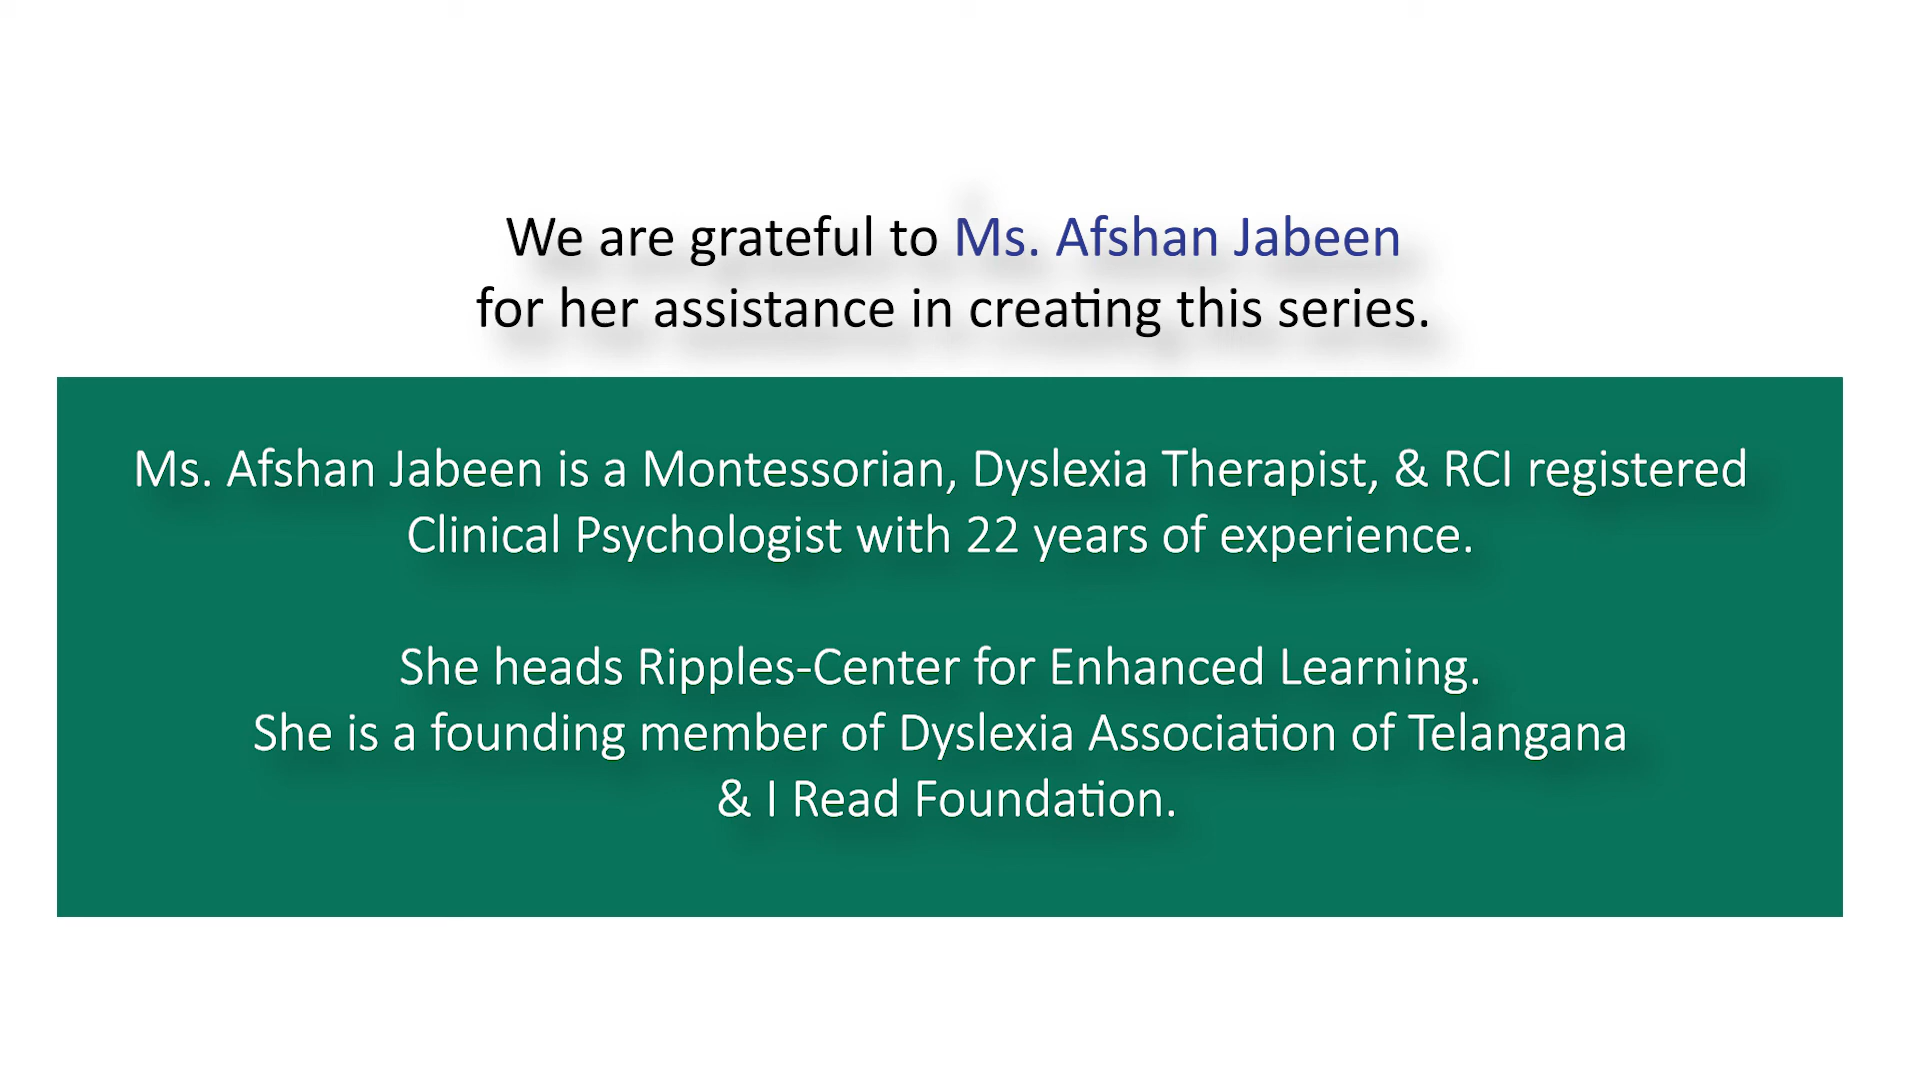 We are grateful to Ms. Afshan Jabeen
for her assistance in creating this series.
Ms. Afshan Jabeen is a Montessorian, Dyslexia Therapist, & RCI registered
Clinical Psychologist with 22 years of experience.
She heads Ripples-Center for Enhanced Learning.
She is a founding member of Dyslexia Association of Telangana
& I Read Foundation.